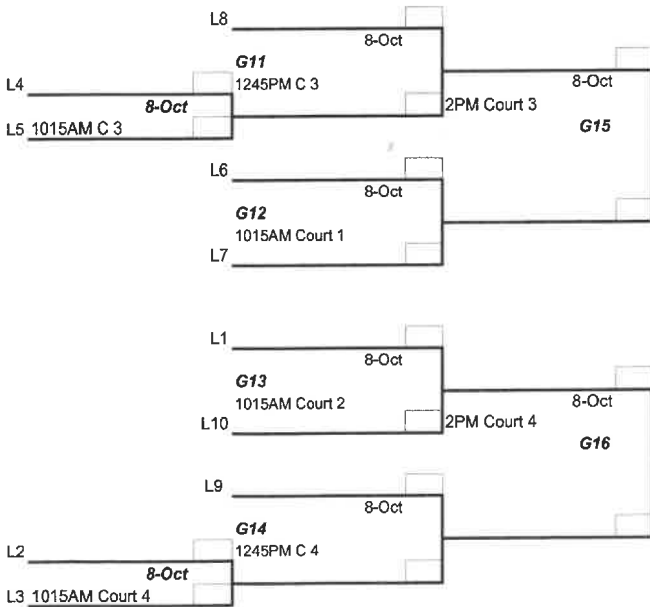 L8
8-Oct
8-Oct
G11
1245PM C 3
L4
8-Oct
2PM Court 3
G15
L5 1015AM C 3
L6
8-Oct
G12
1015AM Court 1
L7
L1
8-Oct
G13
8-Oct
1015AM Court 2
L10
2PM Court 4
G16
L9
8-Oct
G14
1245PM C 4
L2
8-Oct
L3 1015AM Court 4